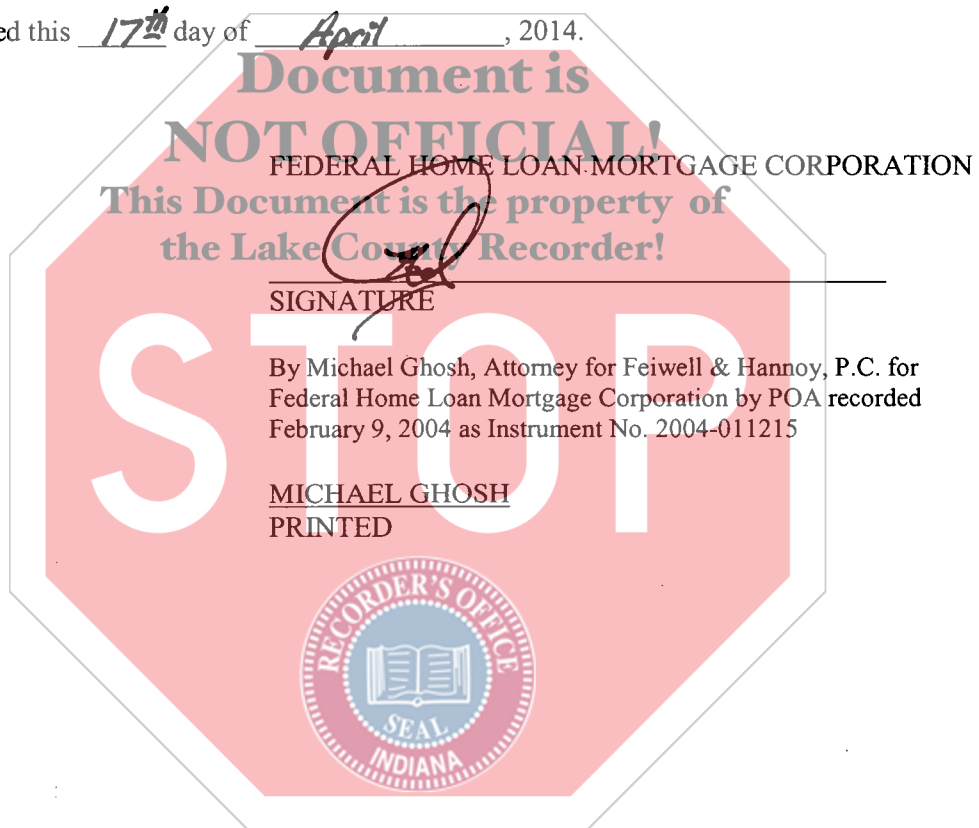 ed this 17th day of April, 2014.
Document is
NOT OFFICIAL!
FEDERAL HOME LOAN MORTGAGE CORPORATION
This Document is the property of
the Lake County Recorder!
SIGNATURE
STOP
By Michael Ghosh, Attorney for Feiwell & Hannoy, P.C. for
Federal Home Loan Mortgage Corporation by POA recorded
February 9, 2004 as Instrument No. 2004-011215
MICHAEL GHOSH
PRINTED
RECORDER'S OFFICE
SEAL
INDIANA